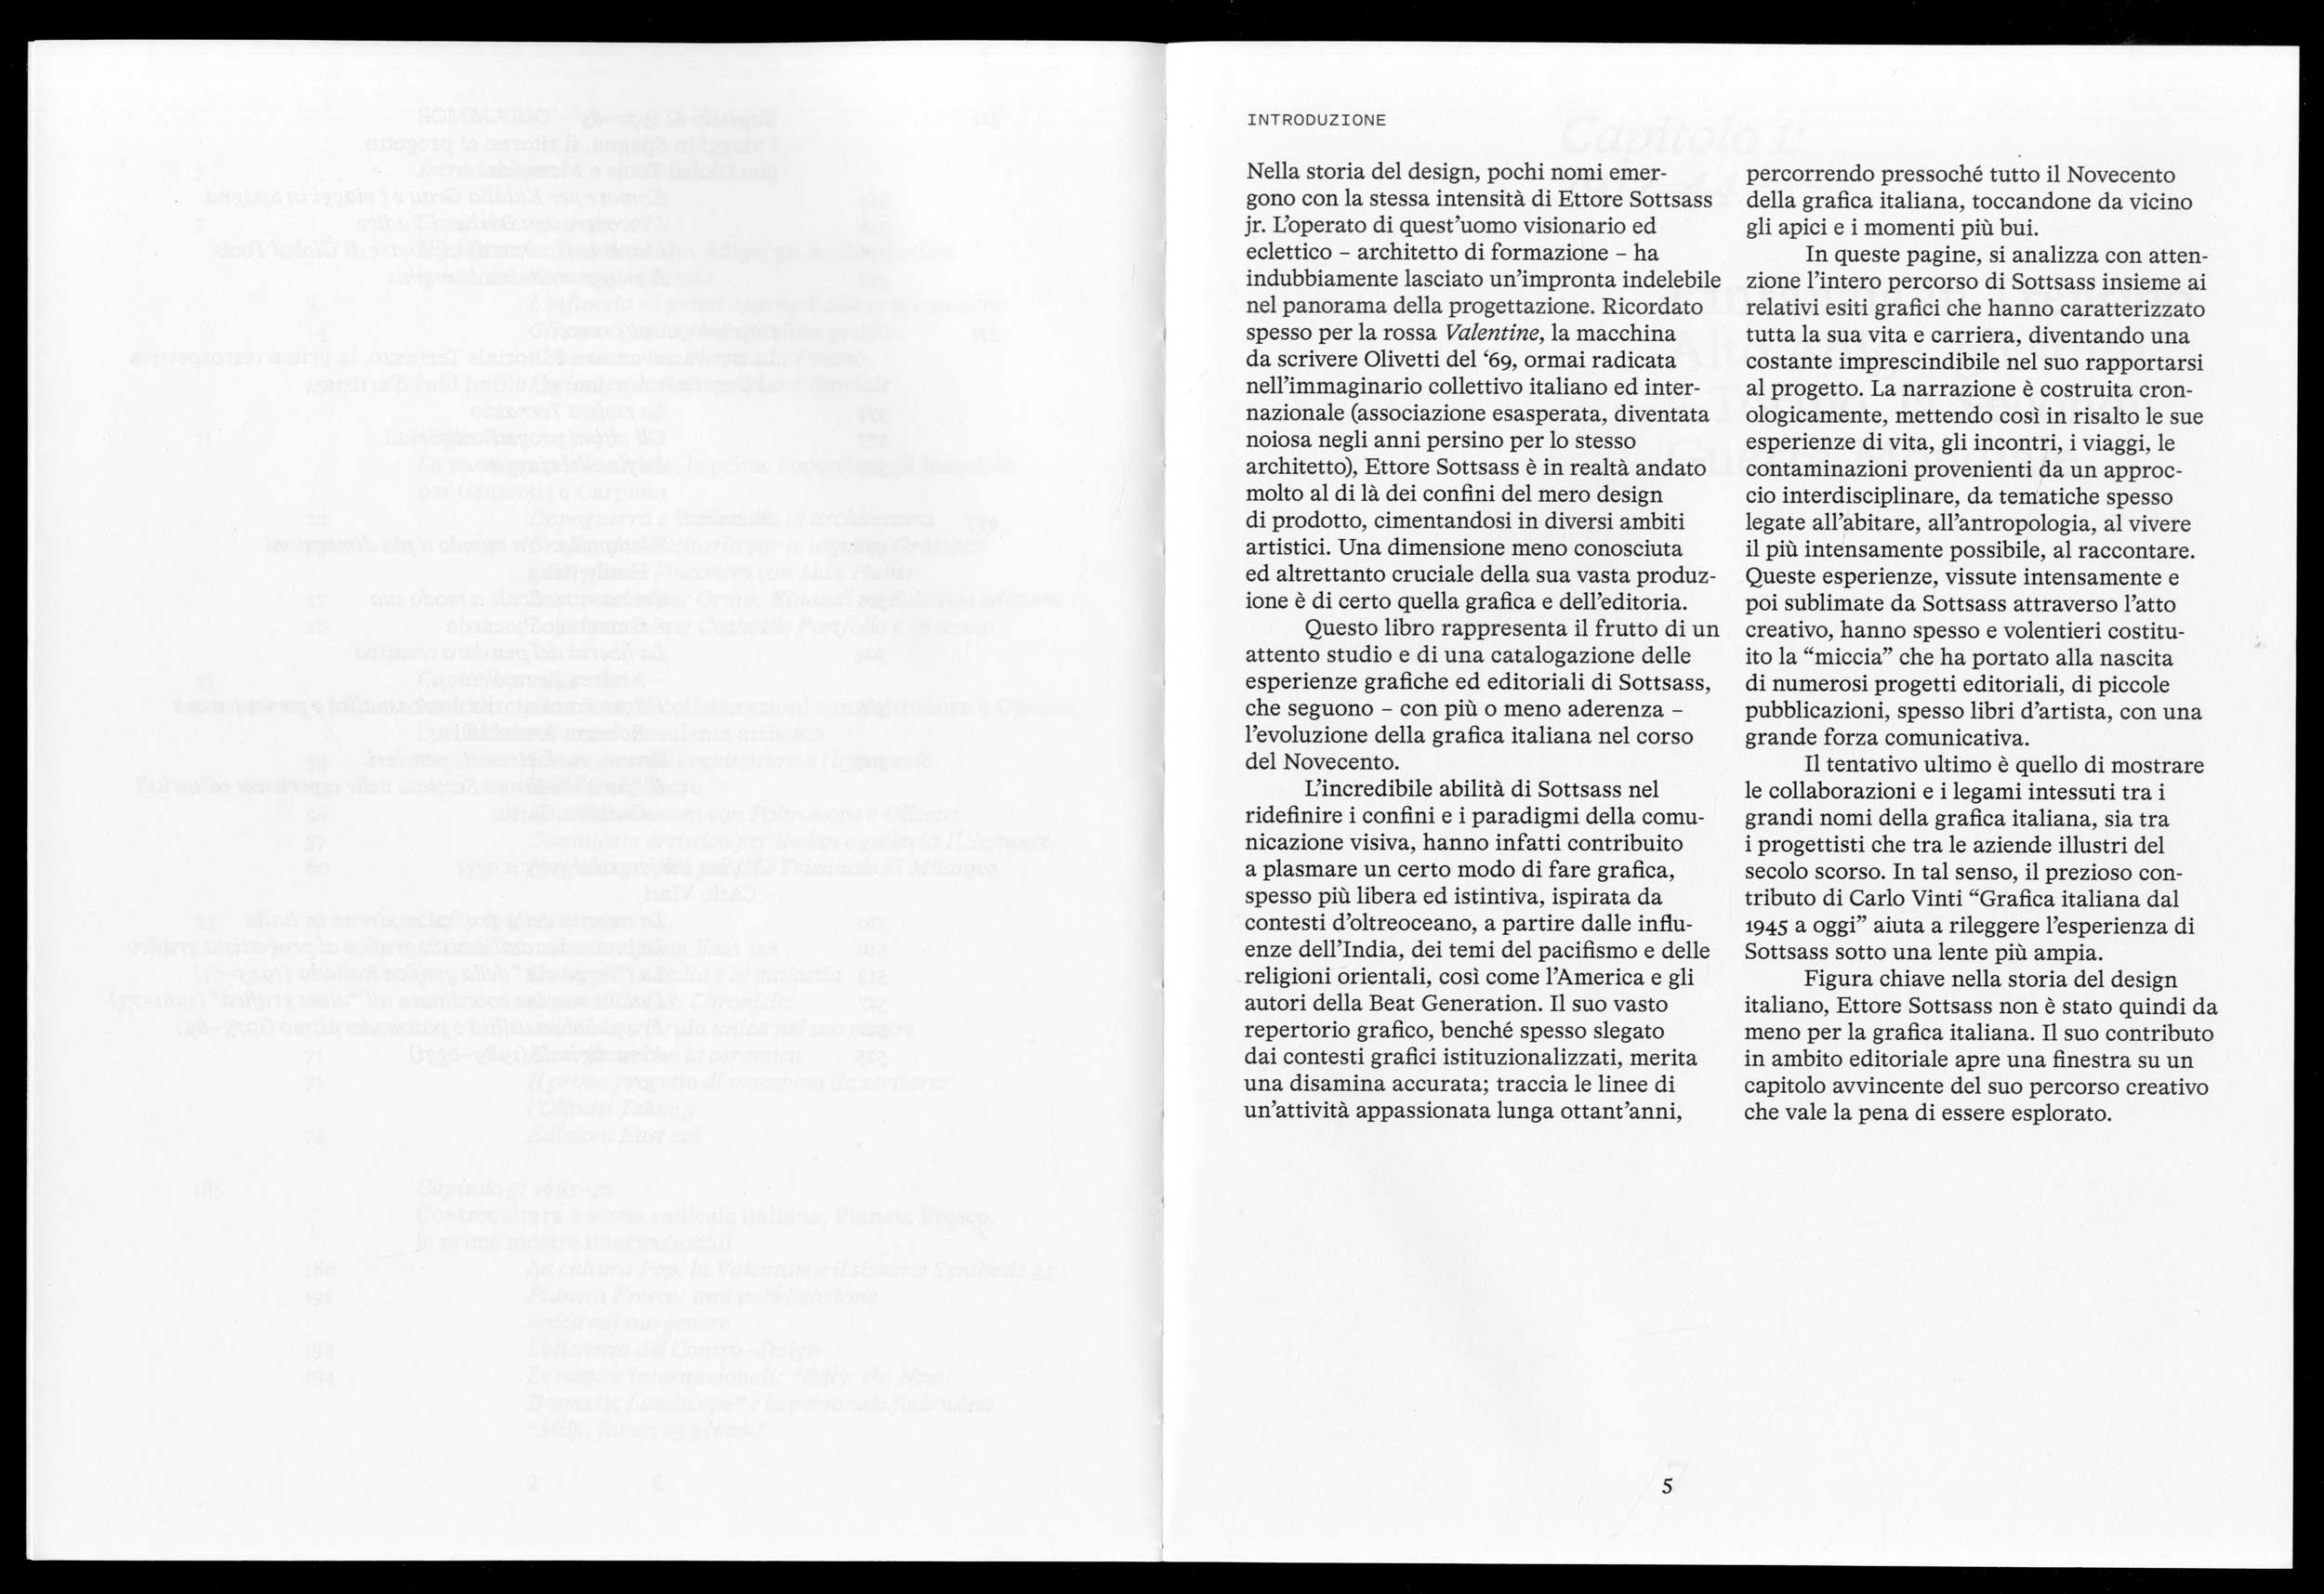 INTRODUZIONE
Nella storia del design, pochi nomi emer-
gono con la stessa intensità di Ettore Sottsass
jr. L’operato di quest’uomo visionario ed
eclettico – architetto di formazione – ha
indubbiamente lasciato un’impronta indelebile
nel panorama della progettazione. Ricordato
spesso per la rossa Valentine, la macchina
da scrivere Olivetti del ‘69, ormai radicata
nell’immaginario collettivo italiano ed inter-
nazionale (associazione esasperata, diventata
noiosa negli anni persino per lo stesso
architetto), Ettore Sottsass è in realtà andato
molto al di là dei confini del mero design
di prodotto, cimentandosi in diversi ambiti
artistici. Una dimensione meno conosciuta
ed altrettanto cruciale della sua vasta produz-
ione è di certo quella grafica e dell’editoria.
Questo libro rappresenta il frutto di un
attento studio e di una catalogazione delle
esperienze grafiche ed editoriali di Sottsass,
che seguono – con più o meno aderenza –
l’evoluzione della grafica italiana nel corso
del Novecento.
L’incredibile abilità di Sottsass nel
ridefinire i confini e i paradigmi della comu-
nicazione visiva, hanno infatti contribuito
a plasmare un certo modo di fare grafica,
spesso più libera ed istintiva, ispirata da
contesti d’oltreoceano, a partire dalle influ-
enze dell’India, dei temi del pacifismo e delle
religioni orientali, così come l’America e gli
autori della Beat Generation. Il suo vasto
repertorio grafico, benché spesso slegato
dai contesti grafici istituzionalizzati, merita
una disamina accurata; traccia le linee di
un’attività appassionata lunga ottant’anni,
percorrendo pressoché tutto il Novecento
della grafica italiana, toccandone da vicino
gli apici e i momenti più bui.
In queste pagine, si analizza con atten-
zione l’intero percorso di Sottsass insieme ai
relativi esiti grafici che hanno caratterizzato
tutta la sua vita e carriera, diventando una
costante imprescindibile nel suo rapportarsi
al progetto. La narrazione è costruita cron-
ologicamente, mettendo così in risalto le sue
esperienze di vita, gli incontri, i viaggi, le
contaminazioni provenienti da un approc-
cio interdisciplinare, da tematiche spesso
legate all’abitare, all’antropologia, al vivere
il più intensamente possibile, al raccontare.
Queste esperienze, vissute intensamente e
poi sublimate da Sottsass attraverso l’atto
creativo, hanno spesso e volentieri costitu-
ito la “miccia” che ha portato alla nascita
di numerosi progetti editoriali, di piccole
pubblicazioni, spesso libri d’artista, con una
grande forza comunicativa.
Il tentativo ultimo è quello di mostrare
le collaborazioni e i legami intessuti tra i
grandi nomi della grafica italiana, sia tra
i progettisti che tra le aziende illustri del
secolo scorso. In tal senso, il prezioso con-
tributo di Carlo Vinti “Grafica italiana dal
1945 a oggi” aiuta a rileggere l’esperienza di
Sottsass sotto una lente più ampia.
Figura chiave nella storia del design
italiano, Ettore Sottsass non è stato quindi da
meno per la grafica italiana. Il suo contributo
in ambito editoriale apre una finestra su un
capitolo avvincente del suo percorso creativo
che vale la pena di essere esplorato.
5